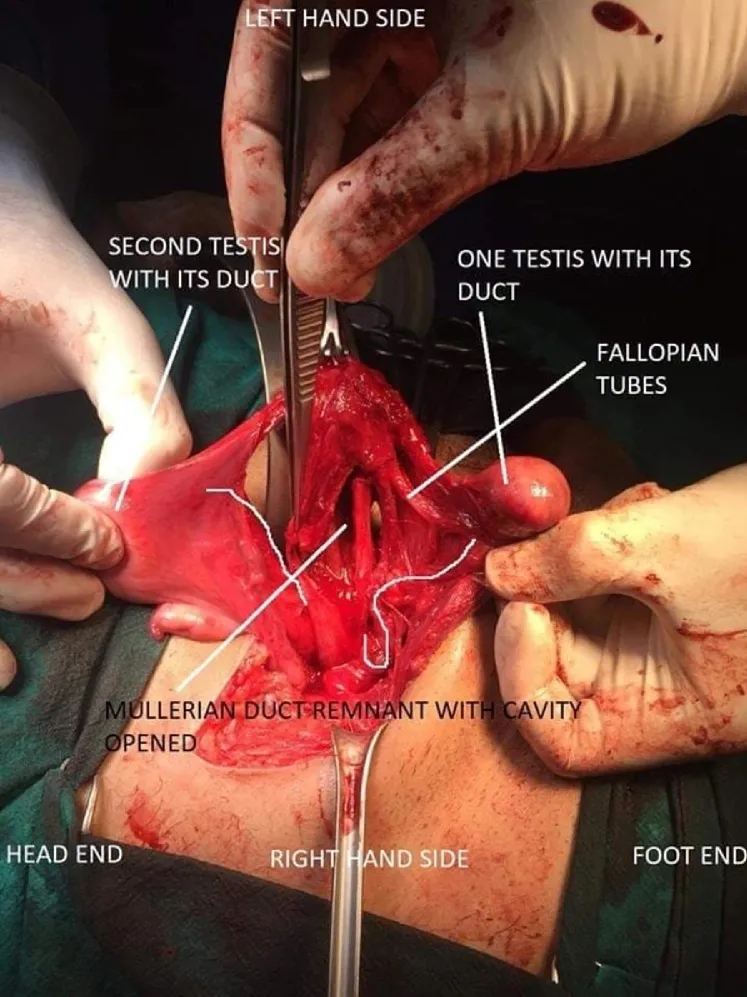 LEFT HAND SIDE
SECOND TESTIS
WITH ITS DUCT
ONE TESTIS WITH ITS
DUCT
FALLOPIAN
TUBES
MULLERIAN DUCT REMNANT WITH CAVITY
OPENED
HEAD END
RIGHT HAND SIDE
FOOT END